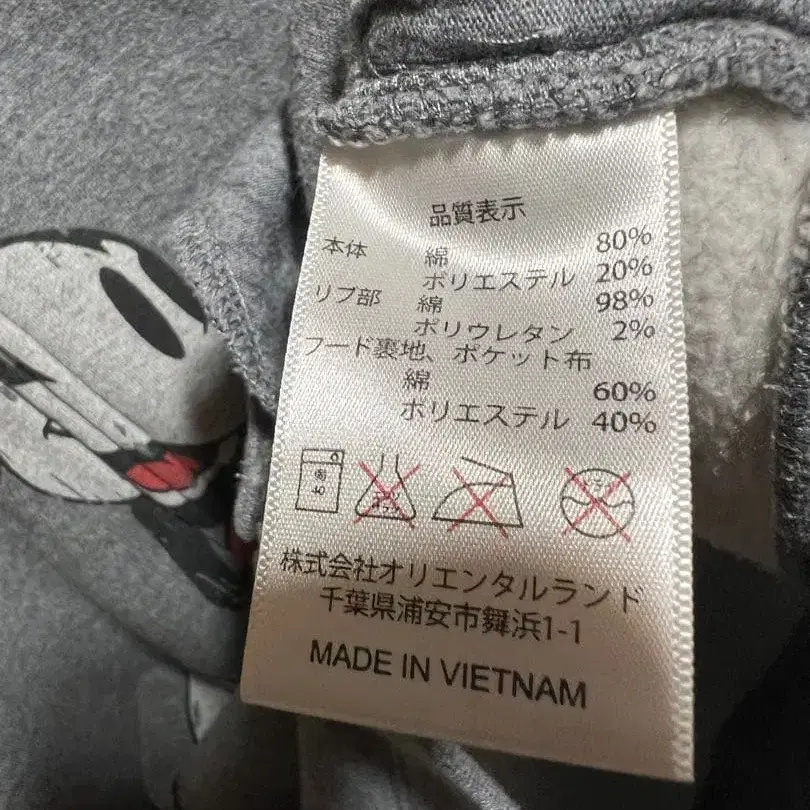 品質表示
本体 綿 80%
ポリエステル 20%
リブ部 綿 98%
ポリウレタン 2%
フード裏地、ポケット布
綿 60%
ポリエステル 40%
株式会社オリエンタルランド
千葉県浦安市舞浜1-1
MADE IN VIETNAM